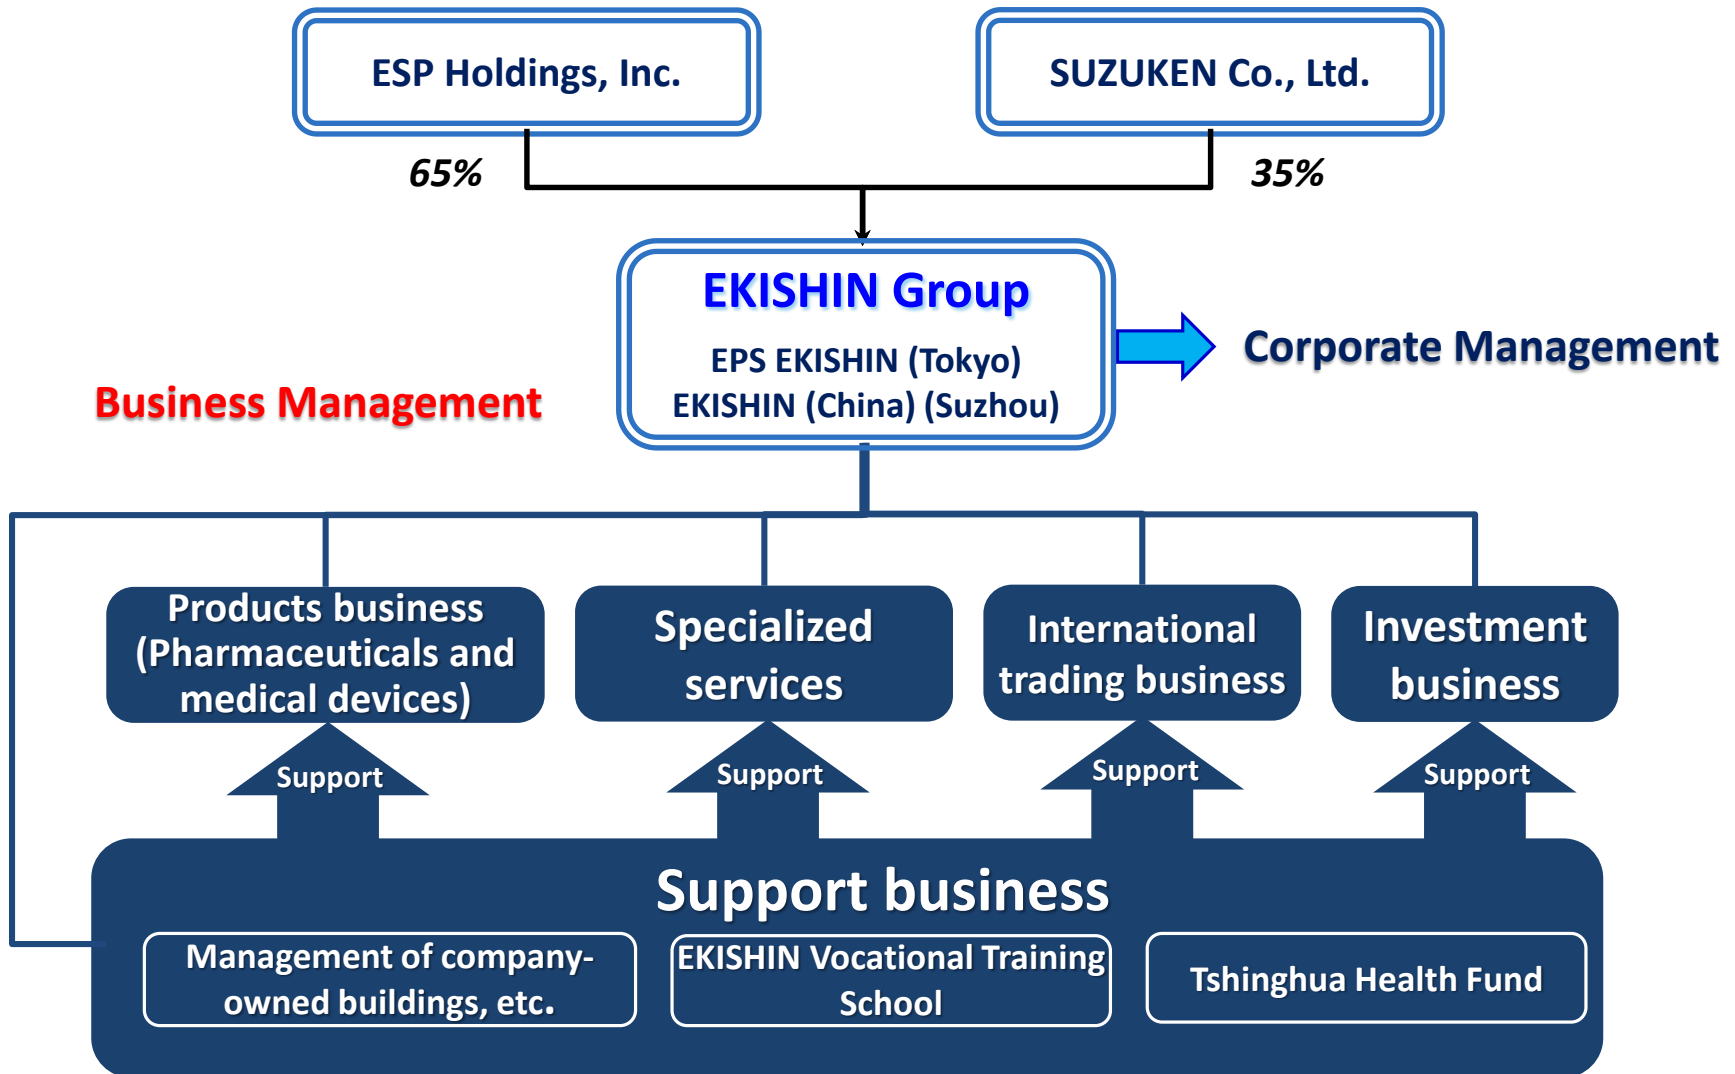 ESP Holdings, Inc.
SUZUKEN Co., Ltd.
65%
35%
EKISHIN Group
EPS EKISHIN (Tokyo)
EKISHIN (China) (Suzhou)
Corporate Management
Business Management
Products business
(Pharmaceuticals and
medical devices)
Specialized
services
International
trading business
Investment
business
Support
Support
Support
Support
Support business
Management of company-
owned buildings, etc.
EKISHIN Vocational Training
School
Tshinghua Health Fund